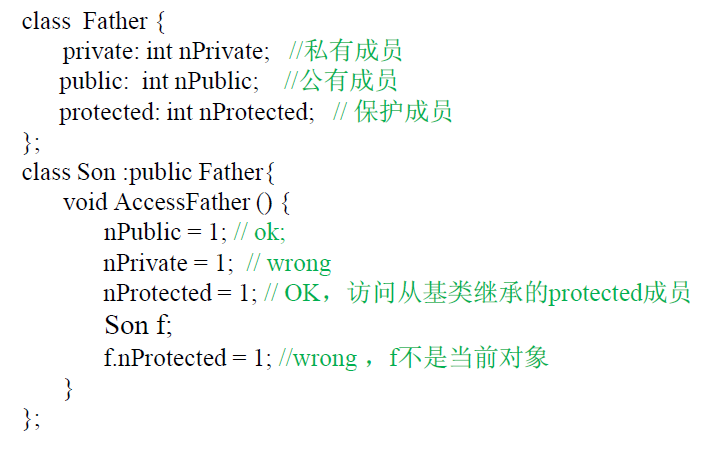 class  Father {
private: int nPrivate;   //私有成员
public:  int nPublic;    //公有成员
protected: int nProtected;   // 保护成员
};
class Son :public Father{
void AccessFather () {
nPublic = 1; // ok;
nPrivate = 1;  // wrong
nProtected = 1; // OK，访问从基类继承的protected成员
Son f;
f.nProtected = 1; //wrong ，f不是当前对象
}
};